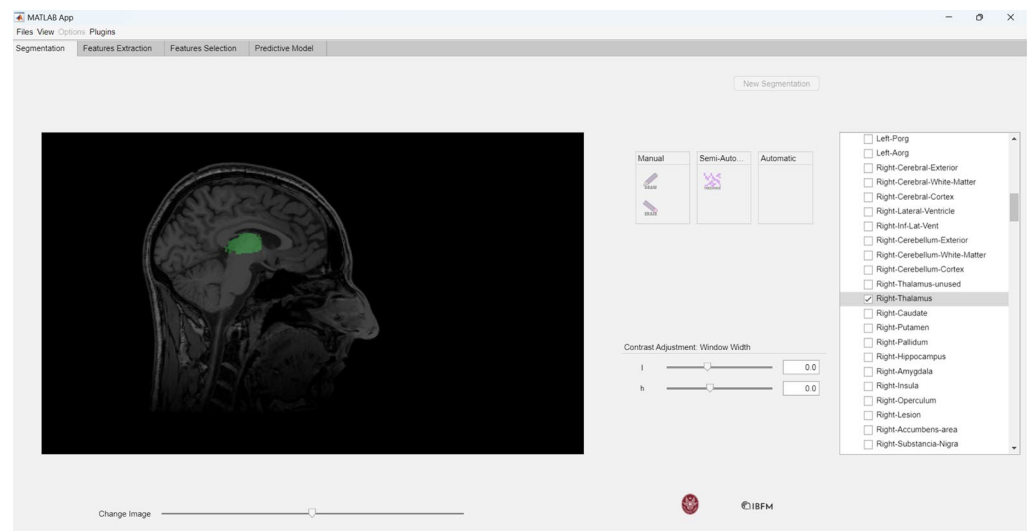 MATLAB App
Files View Options Plugins
Segmentation Features Extraction Features Selection Predictive Model
New Segmentation
Manual Semi-Auto... Automatic
DRAW
ERASE
Contrast Adjustment: Window Width
l 0.0
h 0.0
Left-Porg
Left-Aorg
Right-Cerebral-Exterior
Right-Cerebral-White-Matter
Right-Cerebral-Cortex
Right-Lateral-Ventricle
Right-Inf-Lat-Vent
Right-Cerebellum-Exterior
Right-Cerebellum-White-Matter
Right-Cerebellum-Cortex
Right-Thalamus-unused
Right-Thalamus
Right-Caudate
Right-Putamen
Right-Pallidum
Right-Hippocampus
Right-Amygdala
Right-Insula
Right-Operculum
Right-Lesion
Right-Accumbens-area
Right-Substancia-Nigra
Change Image
IBFM